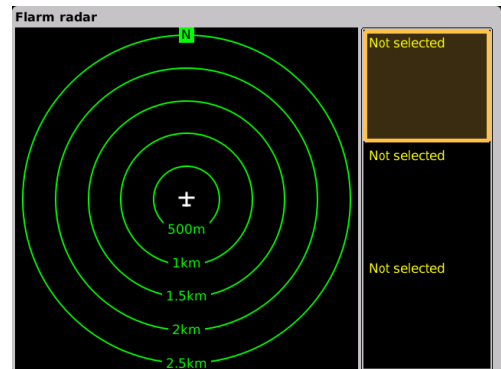 Flarm radar
N
500m
1km
1.5km
2km
2.5km
Not selected
Not selected
Not selected